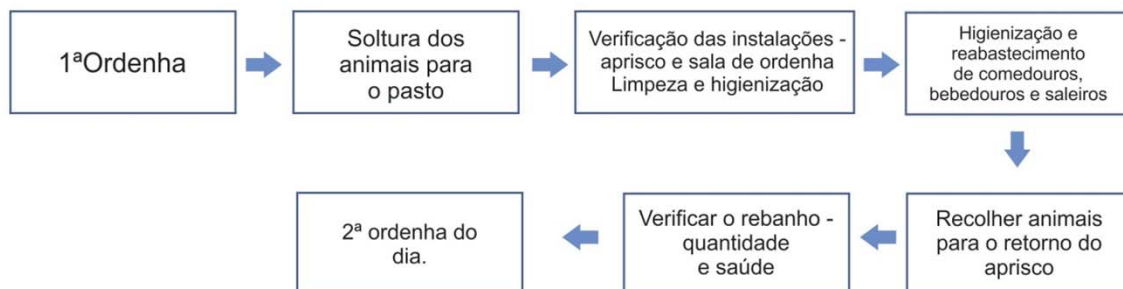 1ªOrdenha
Soltura dos
animais para
o pasto
Verificação das instalações -
aprisco e sala de ordenha
Limpeza e higienização
Higienização e
reabastecimento
de comedouros,
bebedouros e saleiros
Recolher animais
para o retorno do
aprisco
Verificar o rebanho -
quantidade
e saúde
2ª ordenha do
dia.